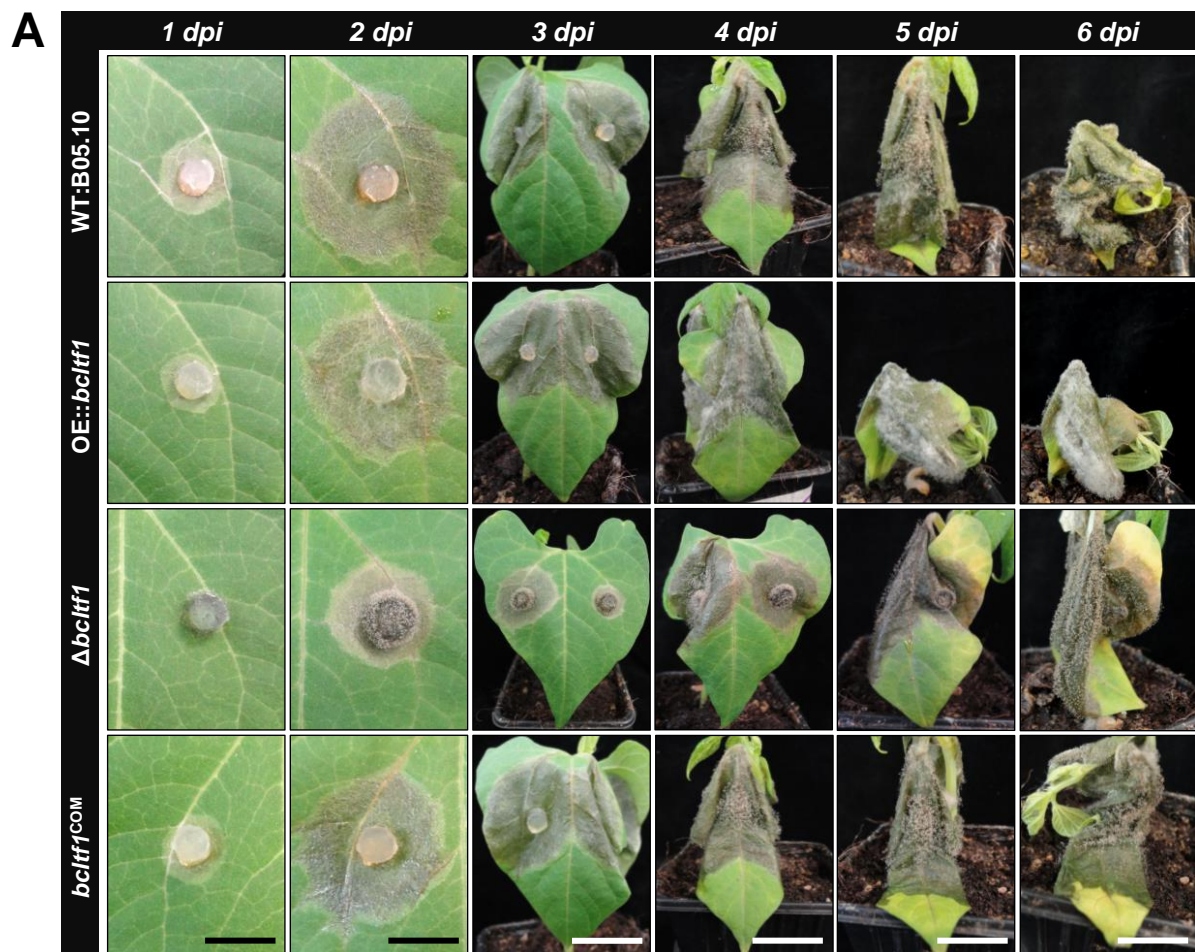 A
1 dpi 2 dpi 3 dpi 4 dpi 5 dpi 6 dpi
WT:B05.10
OE::bcltf1
Δbcltf1
bcltf1ᶜᴼᴹ